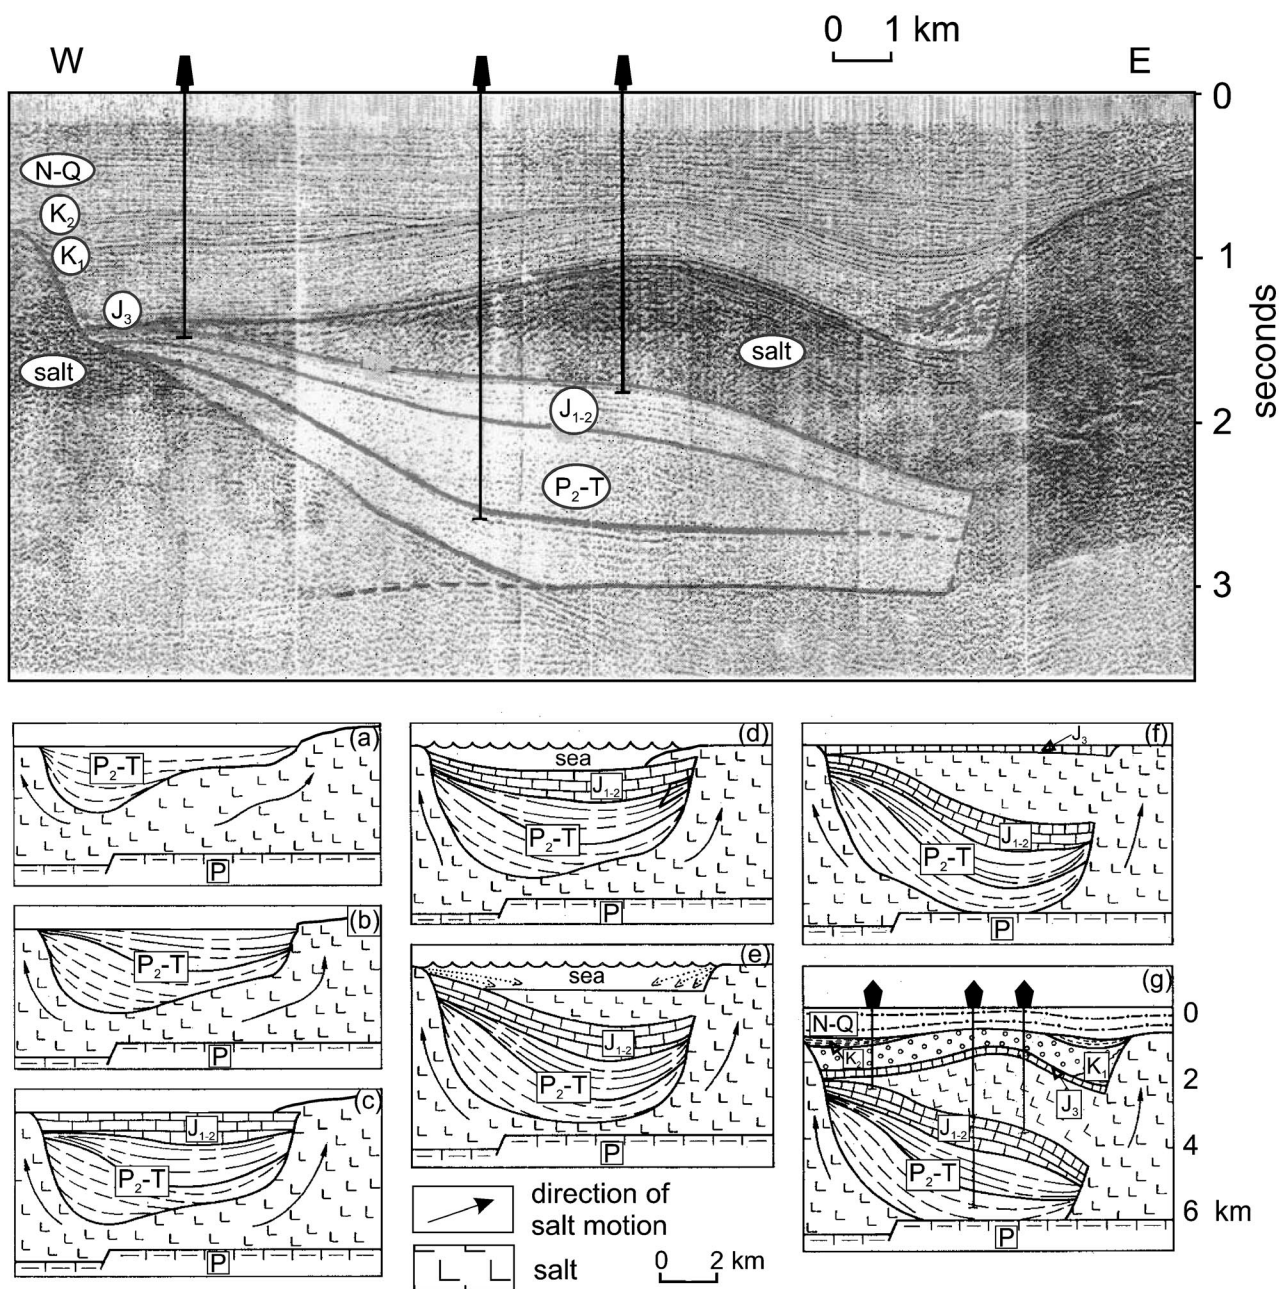 0 1 km
W
E
0
N-Q
K₂
K₁
1
J₃
seconds
salt
salt
J₁₋₂
2
P₂-T
3
(a)
P₂-T
P
(b)
P₂-T
P
(c)
J₁₋₂
P₂-T
P
(d)
sea
J₁₋₂
P₂-T
P
(e)
sea
J₁₋₂
P₂-T
P
direction of
salt motion
salt
0 2 km
(f)
J₃
J₁₋₂
P₂-T
P
(g)
N-Q
0
K₂
K₁
2
J₃
J₁₋₂
4
P₂-T
6 km
P